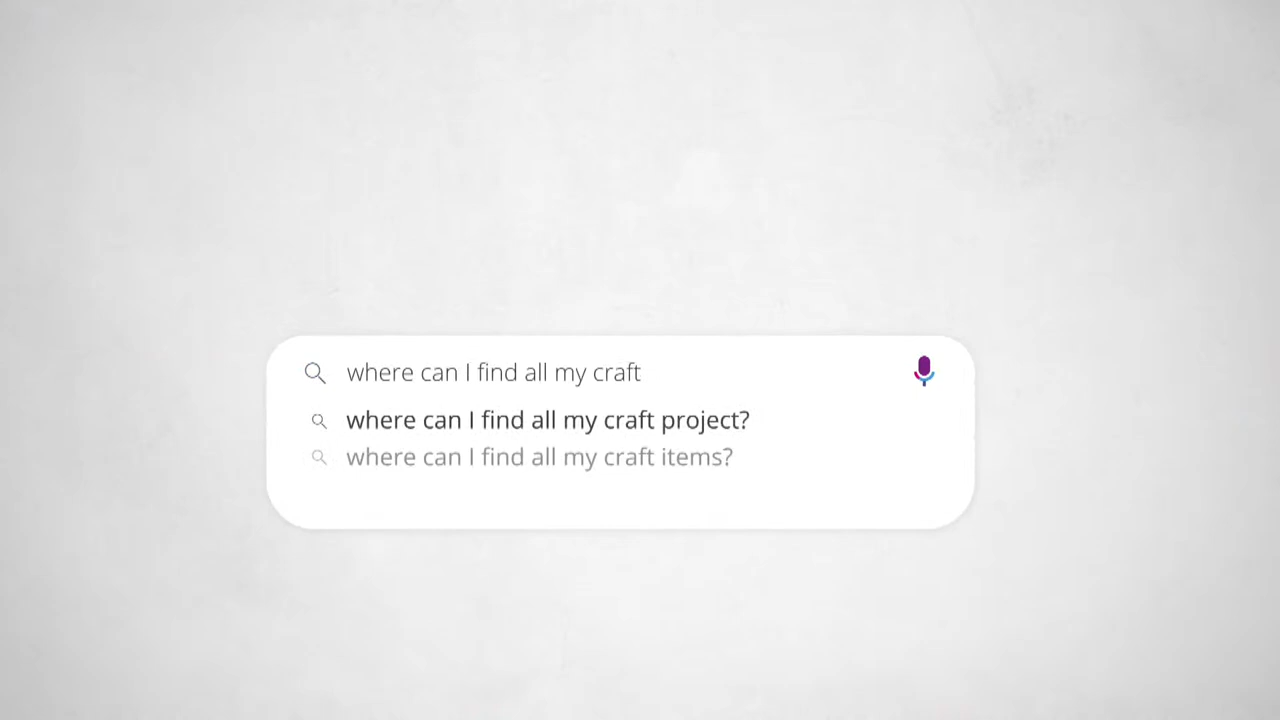 where can I find all my craft
where can I find all my craft project?
where can I find all my craft items?